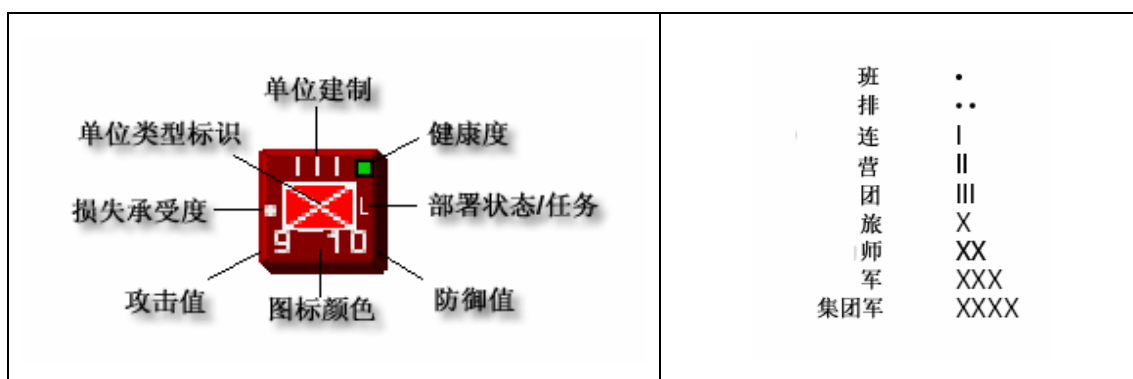 单位建制
单位类型标识
健康度
损失承受度
部署状态/任务
L
9 10
攻击值
图标颜色
防御值
班 •
排 ••
连 I
营 II
团 III
旅 X
师 XX
军 XXX
集团军 XXXX